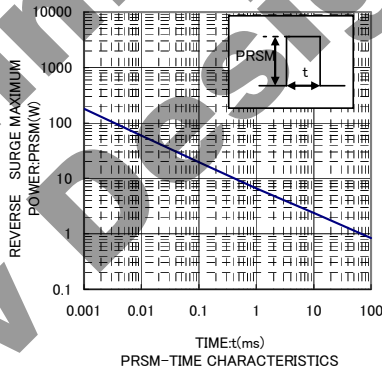 10000
1000
100
10
1
0.1
REVERSE SURGE MAXIMUM
POWER:PRSM(W)
PRSM
t
0.001 0.01 0.1 1 10 100
TIME:t(ms)
PRSM-TIME CHARACTERISTICS